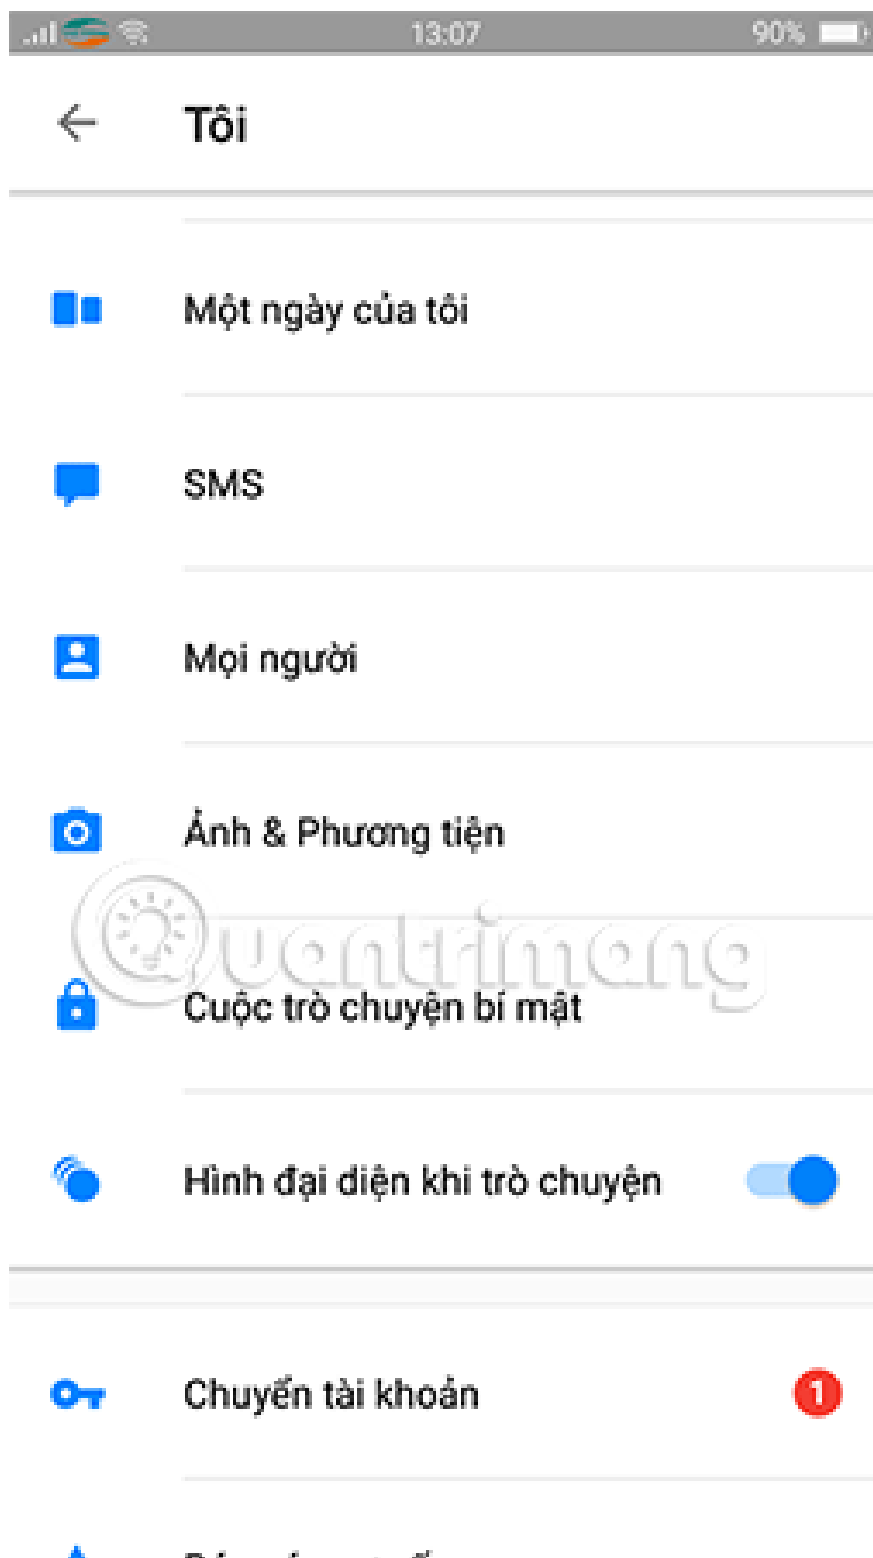 13:07 90%
Tôi
Một ngày của tôi
SMS
Mọi người
Ảnh & Phương tiện
Quantrimang
Cuộc trò chuyện bí mật
Hình đại diện khi trò chuyện
Chuyển tài khoản 1